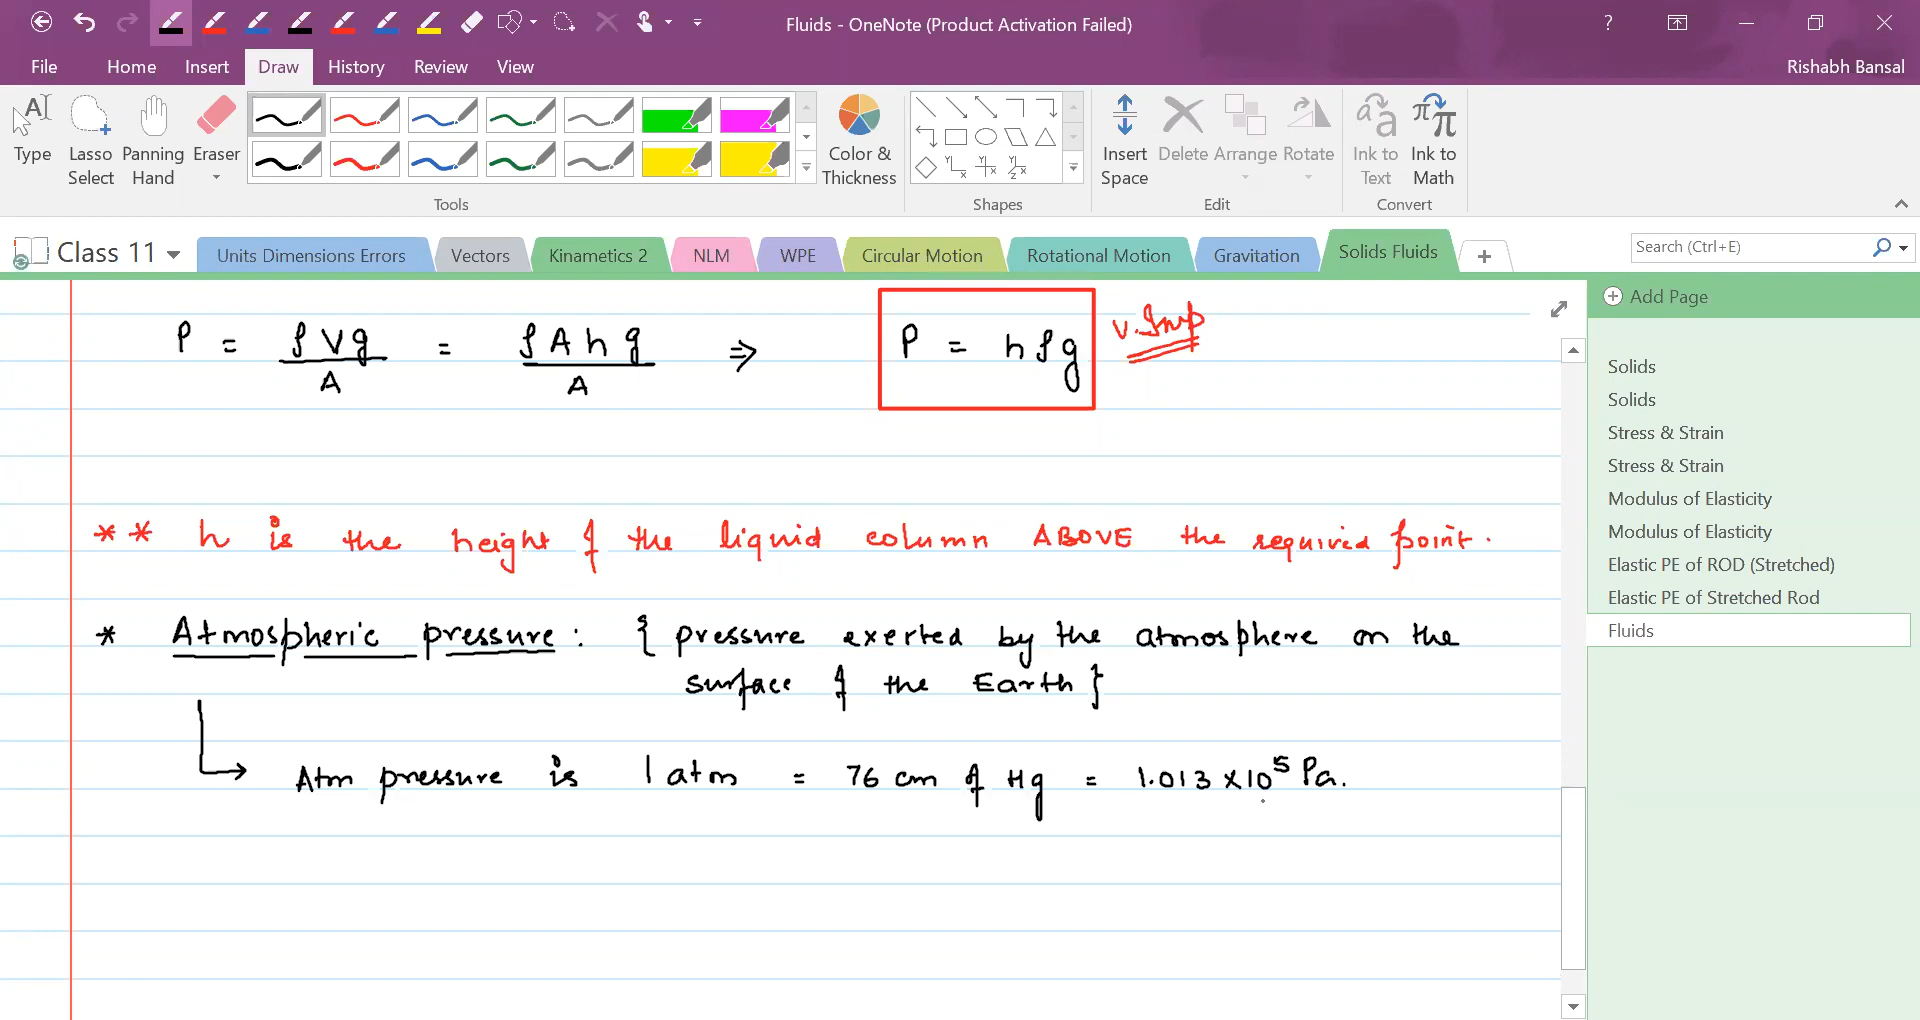 Fluids - OneNote (Product Activation Failed)
?
File Home Insert Draw History Review View
Rishabh Bansal
Type
Lasso Select
Panning Hand
Eraser
Color & Thickness
Insert Space
Delete
Arrange
Rotate
Ink to Text
Ink to Math
Tools
Shapes
Edit
Convert
Class 11
Units Dimensions Errors
Vectors
Kinametics 2
NLM
WPE
Circular Motion
Rotational Motion
Gravitation
Solids Fluids
+
Search (Ctrl+E)
P = ρVg/A = ρAhg/A ⇒ P = hρg v.Imp
** h is the height of the liquid column ABOVE the required point.
* Atmospheric pressure : { pressure exerted by the atmosphere on the
surface of the Earth }
Atm pressure is 1 atm = 76 cm of Hg = 1.013 × 10⁵ Pa.
Add Page
Solids
Solids
Stress & Strain
Stress & Strain
Modulus of Elasticity
Modulus of Elasticity
Elastic PE of ROD (Stretched)
Elastic PE of Stretched Rod
Fluids